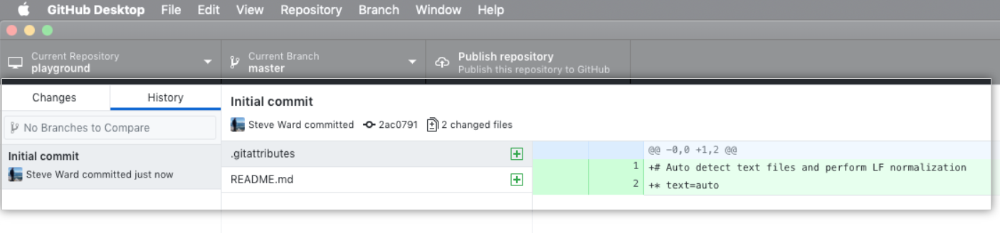 GitHub Desktop File Edit View Repository Branch Window Help
Current Repository
playground
Current Branch
master
Publish repository
Publish this repository to GitHub
Changes
History
No Branches to Compare
Initial commit
Steve Ward committed just now
Initial commit
Steve Ward committed 2ac0791 2 changed files
.gitattributes
README.md
@@ -0,0 +1,2 @@
1 +# Auto detect text files and perform LF normalization
2 +* text=auto